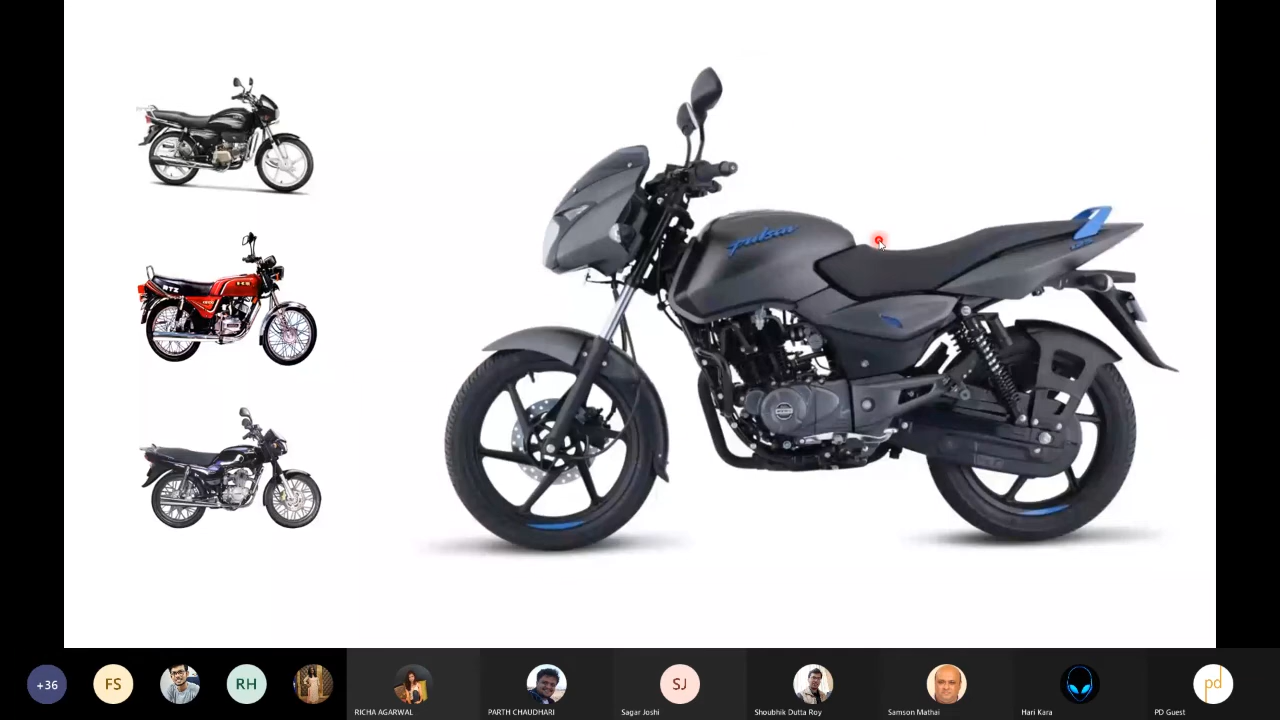 pulsar
125
RTZ
+36
FS
RH
SJ
pd
RICHA AGARWAL
PARTH CHAUDHARI
Sagar Joshi
Shoubhik Dutta Roy
Samson Mathai
Hari Kara
PD Guest